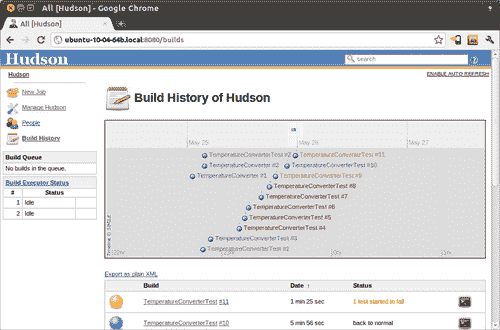 All [Hudson] - Google Chrome
All [Hudson]
ubuntu-10-04-64b.local:8080/builds
Hudson
search
Hudson
ENABLE AUTO REFRESH
New Job
Manage Hudson
People
Build History
Build History of Hudson
Build Queue
No builds in the queue.
Build Executor Status
# Status
1 Idle
2 Idle
May 25 May 26 May 27
TemperatureConverterTest #2 TemperatureConverterTest #11
TemperatureConverter #2 TemperatureConverterTest #10
TemperatureConverter #1 TemperatureConverterTest #9
TemperatureConverterTest #8
TemperatureConverterTest #7
TemperatureConverterTest #6
TemperatureConverterTest #5
TemperatureConverterTest #4
TemperatureConverterTest #3
TemperatureConverterTest #2
Export as plain XML
Build Date ↑ Status
TemperatureConverterTest #11 1 min 25 sec 1 test started to fail
TemperatureConverterTest #10 5 min 56 sec back to normal